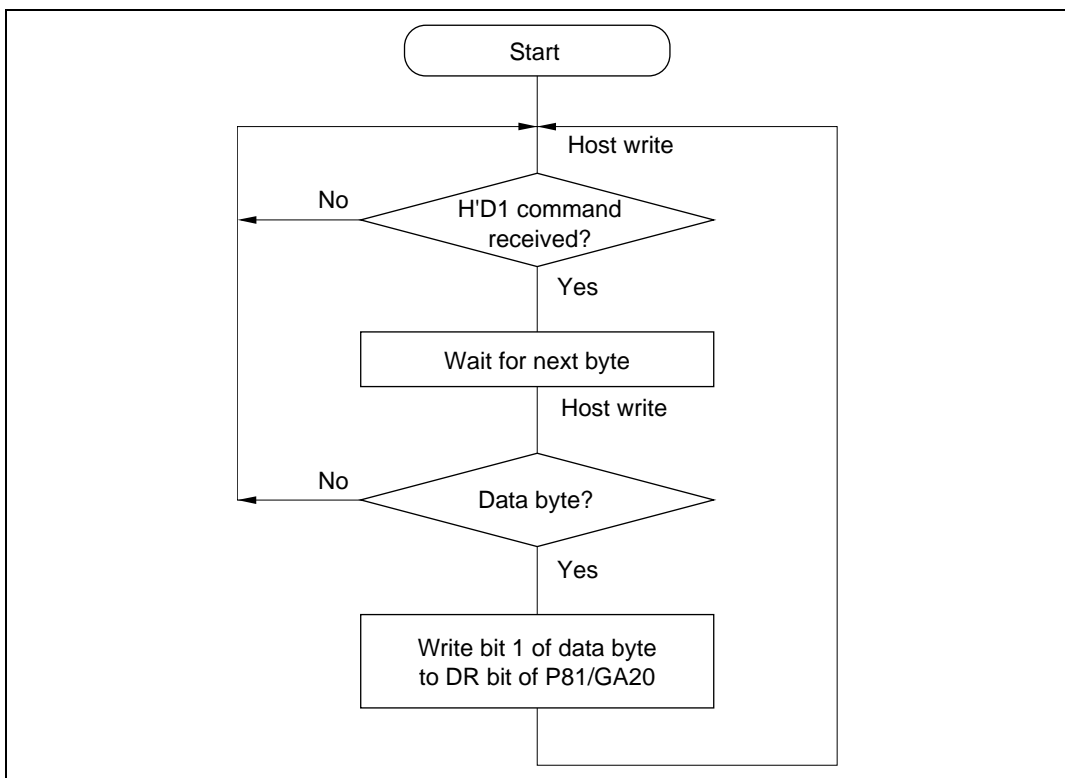 Start
Host write
No
H'D1 command
received?
Yes
Wait for next byte
Host write
No
Data byte?
Yes
Write bit 1 of data byte
to DR bit of P81/GA20